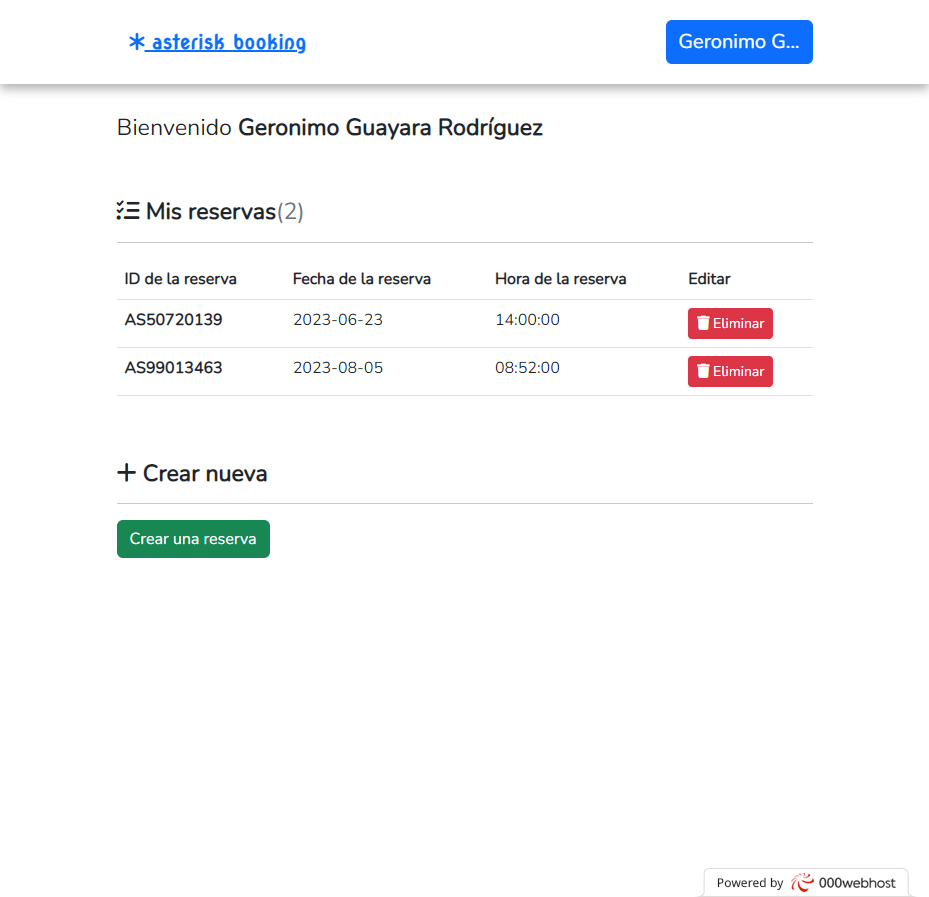 * asterisk booking
Geronimo G...
Bienvenido Geronimo Guayara Rodríguez
Mis reservas(2)
ID de la reserva Fecha de la reserva Hora de la reserva Editar
AS50720139 2023-06-23 14:00:00 Eliminar
AS99013463 2023-08-05 08:52:00 Eliminar
+ Crear nueva
Crear una reserva
Powered by 000webhost